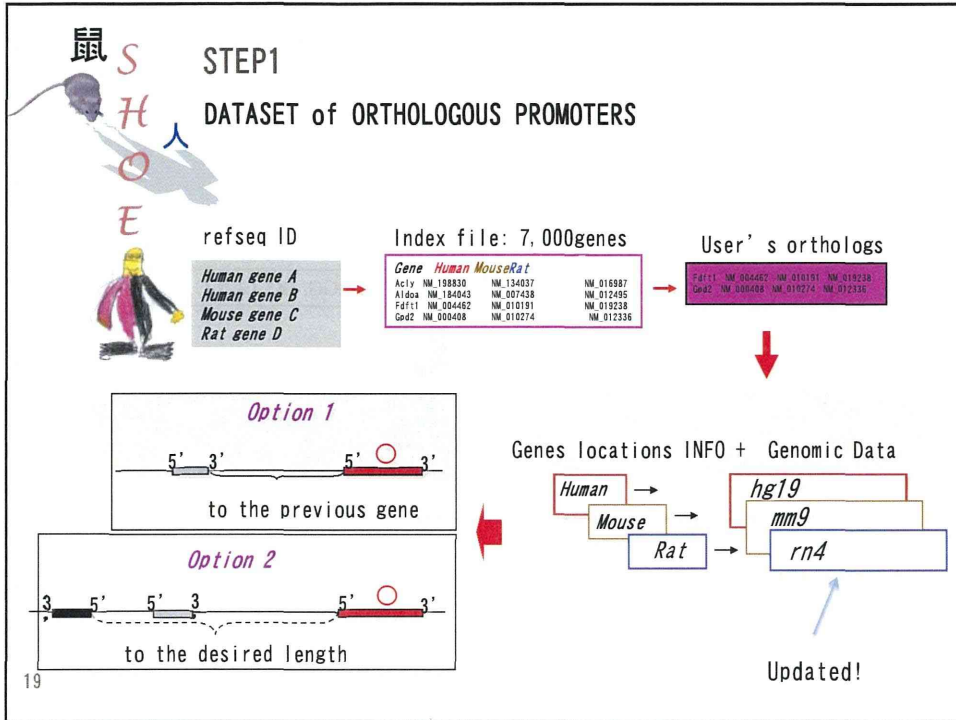 鼠
人
SHOE
STEP1
DATASET of ORTHOLOGOUS PROMOTERS
refseq ID
Human gene A
Human gene B
Mouse gene C
Rat gene D
Index file: 7,000genes
Gene Human MouseRat
Acly NM_198830 NM_134037 NM_016987
Aldoa NM_184043 NM_007438 NM_012495
Fdft1 NM_004462 NM_010191 NM_019238
Gpd2 NM_000408 NM_010274 NM_012336
User's orthologs
Fdft1 NM_004462 NM_010191 NM_019238
Gpd2 NM_000408 NM_010274 NM_012336
Genes locations INFO + Genomic Data
Human
Mouse
Rat
hg19
mm9
rn4
Updated!
Option 1
5' 3' 5' 3'
to the previous gene
Option 2
3, 5' 5' 3 5' 3'
to the desired length
19